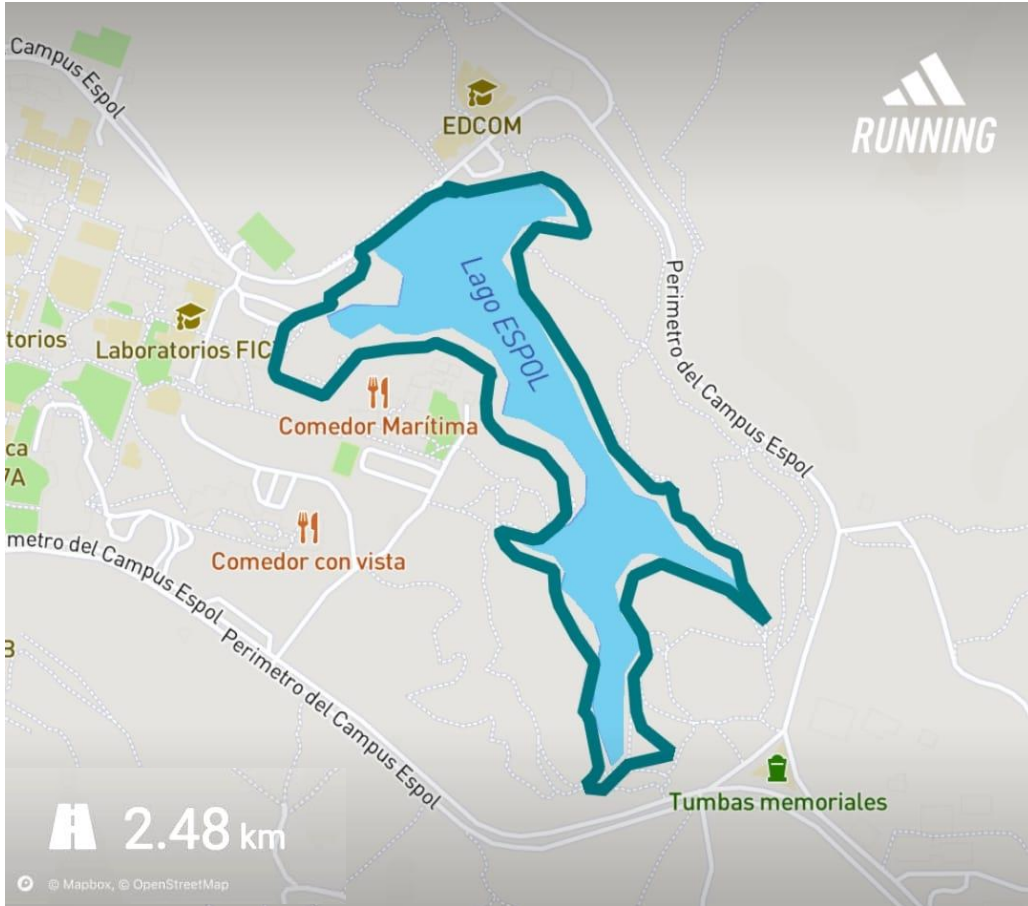 Campus Espol
EDCOM
RUNNING
Lago ESPOL
Perimetro del Campus Espol
torios
Laboratorios FIC
Comedor Marítima
ca
7A
metro del Campus Espol
Comedor con vista
Perimetro del Campus Espol
Tumbas memoriales
2.48 km
© Mapbox, © OpenStreetMap